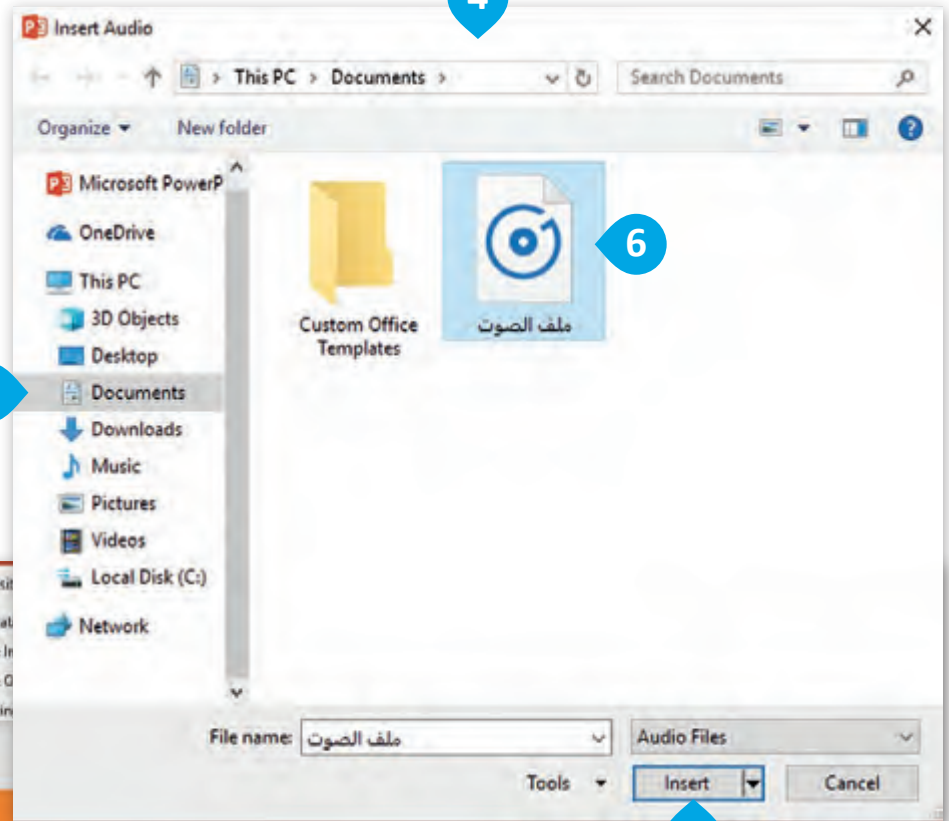 4
Insert Audio
This PC > Documents >
Search Documents
Organize
New folder
Microsoft PowerP
OneDrive
This PC
3D Objects
Desktop
Documents
Downloads
Music
Pictures
Videos
Local Disk (C:)
Network
Custom Office
Templates
ملف الصوت
6
File name: ملف الصوت
Audio Files
Tools
Insert
Cancel